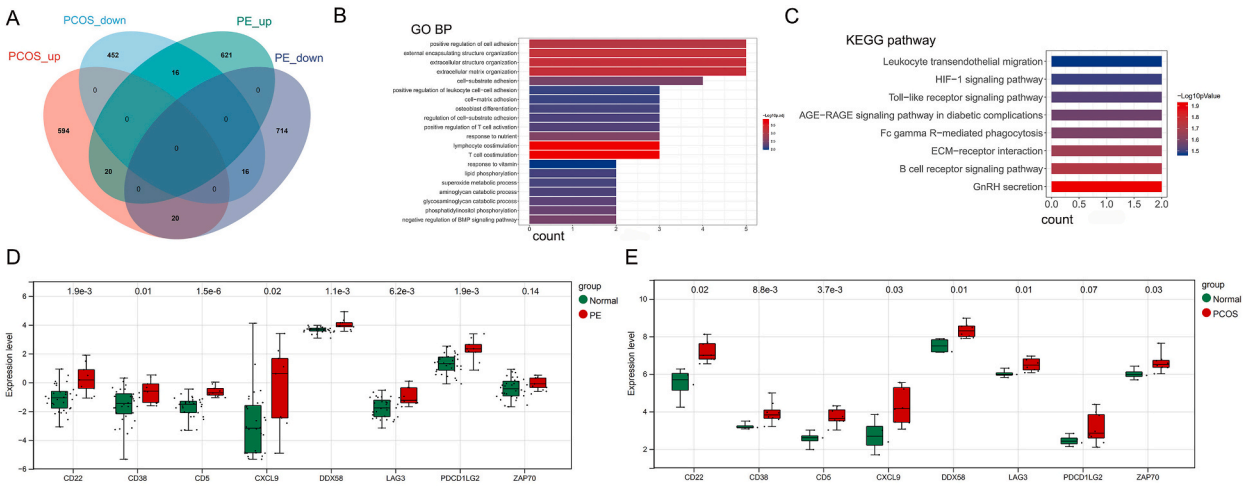 A
PCOS_down
PE_up
PCOS_up
PE_down
452
621
16
0
0
594
0
0
714
0
20
16
0
0
20
B
GO BP
positive regulation of cell adhesion
external encapsulating structure organization
extracellular structure organization
extracellular matrix organization
cell−substrate adhesion
positive regulation of leukocyte cell−cell adhesion
cell−matrix adhesion
osteoblast differentiation
regulation of cell−substrate adhesion
positive regulation of T cell activation
response to nutrient
lymphocyte costimulation
T cell costimulation
response to vitamin
lipid phosphorylation
superoxide metabolic process
aminoglycan catabolic process
glycosaminoglycan catabolic process
phosphatidylinositol phosphorylation
negative regulation of BMP signaling pathway
0 1 2 3 4 5
count
C
KEGG pathway
Leukocyte transendothelial migration
HIF−1 signaling pathway
Toll−like receptor signaling pathway
AGE−RAGE signaling pathway in diabetic complications
Fc gamma R−mediated phagocytosis
ECM−receptor interaction
B cell receptor signaling pathway
GnRH secretion
0.0 0.5 1.0 1.5 2.0
count
−Log10pValue
1.9
1.8
1.7
1.6
1.5
D
1.9e-3 0.01 1.5e-6 0.02 1.1e-3 6.2e-3 1.9e-3 0.14
group
Normal
PE
Expression level
6
4
2
0
−2
−4
−6
CD22 CD38 CD5 CXCL9 DDX58 LAG3 PDCD1LG2 ZAP70
E
0.02 8.8e-3 3.7e-3 0.03 0.01 0.01 0.07 0.03
group
Normal
PCOS
Expression level
10
8
6
4
2
CD22 CD38 CD5 CXCL9 DDX58 LAG3 PDCD1LG2 ZAP70